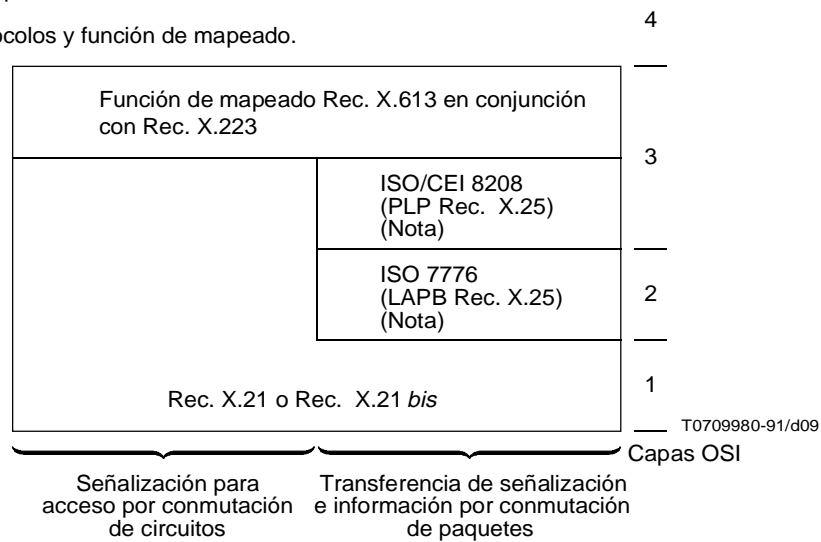 4
función de mapeado.
Función de mapeado Rec. X.613 en conjunción
con Rec. X.223
3
ISO/CEI 8208
(PLP Rec. X.25)
(Nota)
ISO 7776
(LAPB Rec. X.25)
(Nota)
2
1
Rec. X.21 o Rec. X.21 bis
T0709980-91/d09
Capas OSI
Señalización para
acceso por conmutación
de circuitos
Transferencia de señalización
e información por conmutación
de paquetes